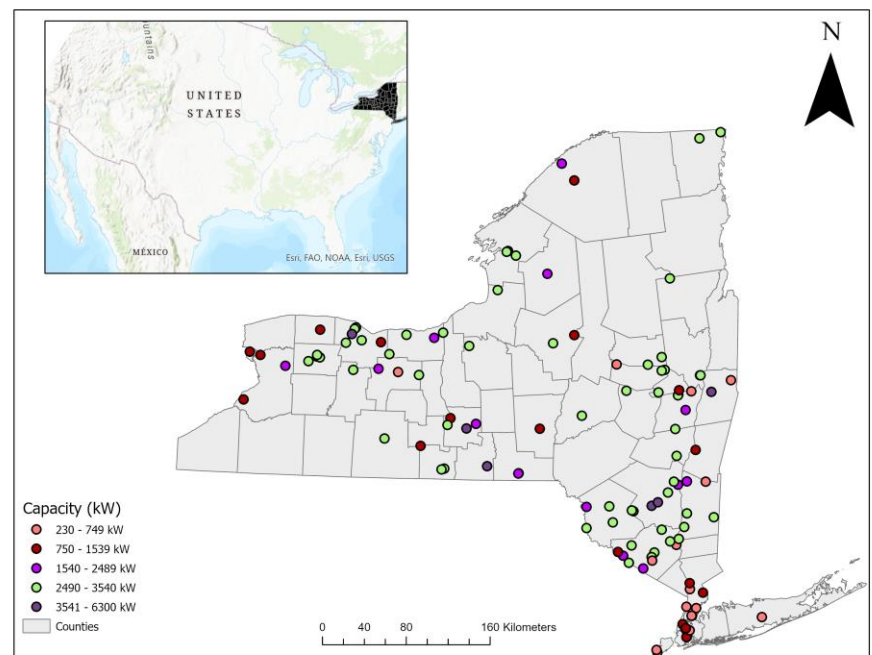 N
UNITED
STATES
MÉXICO
Mountains
Esri, FAO, NOAA, Esri, USGS
Capacity (kW)
230 - 749 kW
750 - 1539 kW
1540 - 2489 kW
2490 - 3540 kW
3541 - 6300 kW
Counties
0 40 80 160 Kilometers